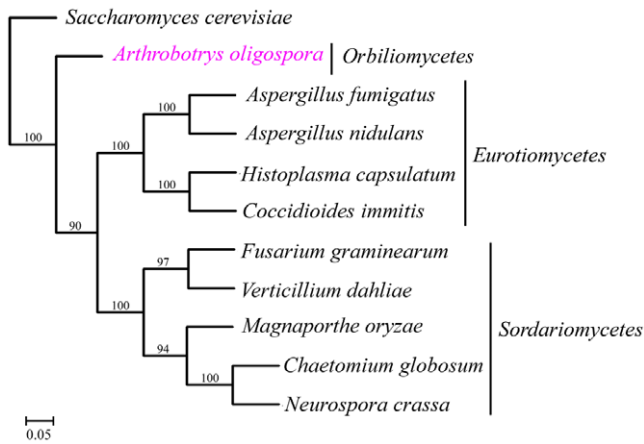 Saccharomyces cerevisiae
Arthrobotrys oligospora Orbiliomycetes
100 Aspergillus fumigatus
100
100 Aspergillus nidulans
Eurotiomycetes
Histoplasma capsulatum
100
Coccidioides immitis
90
Fusarium graminearum
97
Verticillium dahliae
100
Magnaporthe oryzae
Sordariomycetes
94
Chaetomium globosum
100
Neurospora crassa
0.05